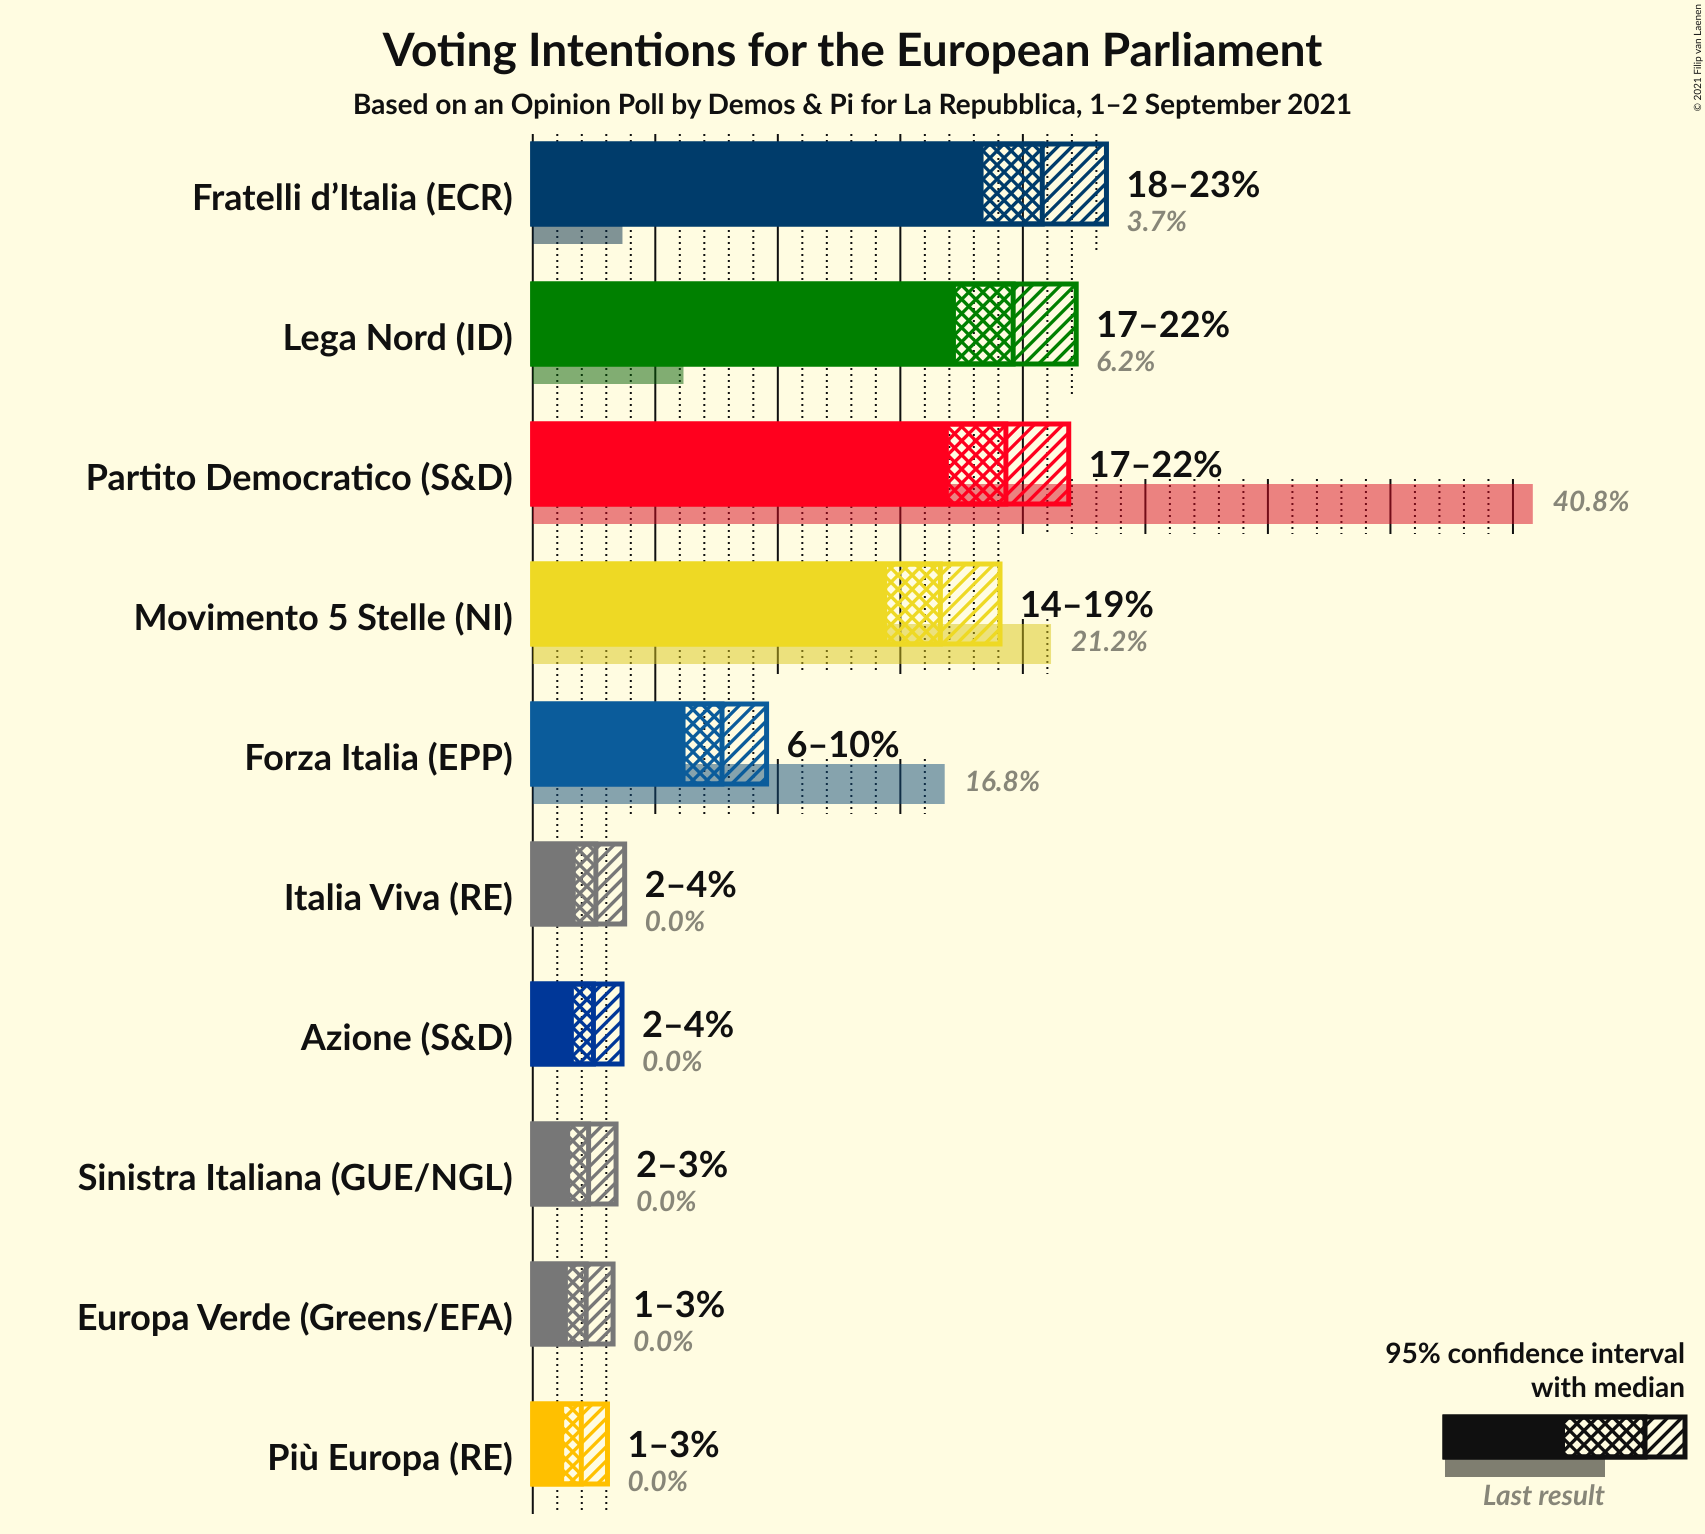 Voting Intentions for the European Parliament
Based on an Opinion Poll by Demos & Pi for La Repubblica, 1–2 September 2021
© 2021 Filip van Laenen
Fratelli d’Italia (ECR)
18–23%
3.7%
Lega Nord (ID)
17–22%
6.2%
Partito Democratico (S&D)
17–22%
40.8%
Movimento 5 Stelle (NI)
14–19%
21.2%
Forza Italia (EPP)
6–10%
16.8%
Italia Viva (RE)
2–4%
0.0%
Azione (S&D)
2–4%
0.0%
Sinistra Italiana (GUE/NGL)
2–3%
0.0%
Europa Verde (Greens/EFA)
1–3%
0.0%
Più Europa (RE)
1–3%
0.0%
95% confidence interval
with median
Last result